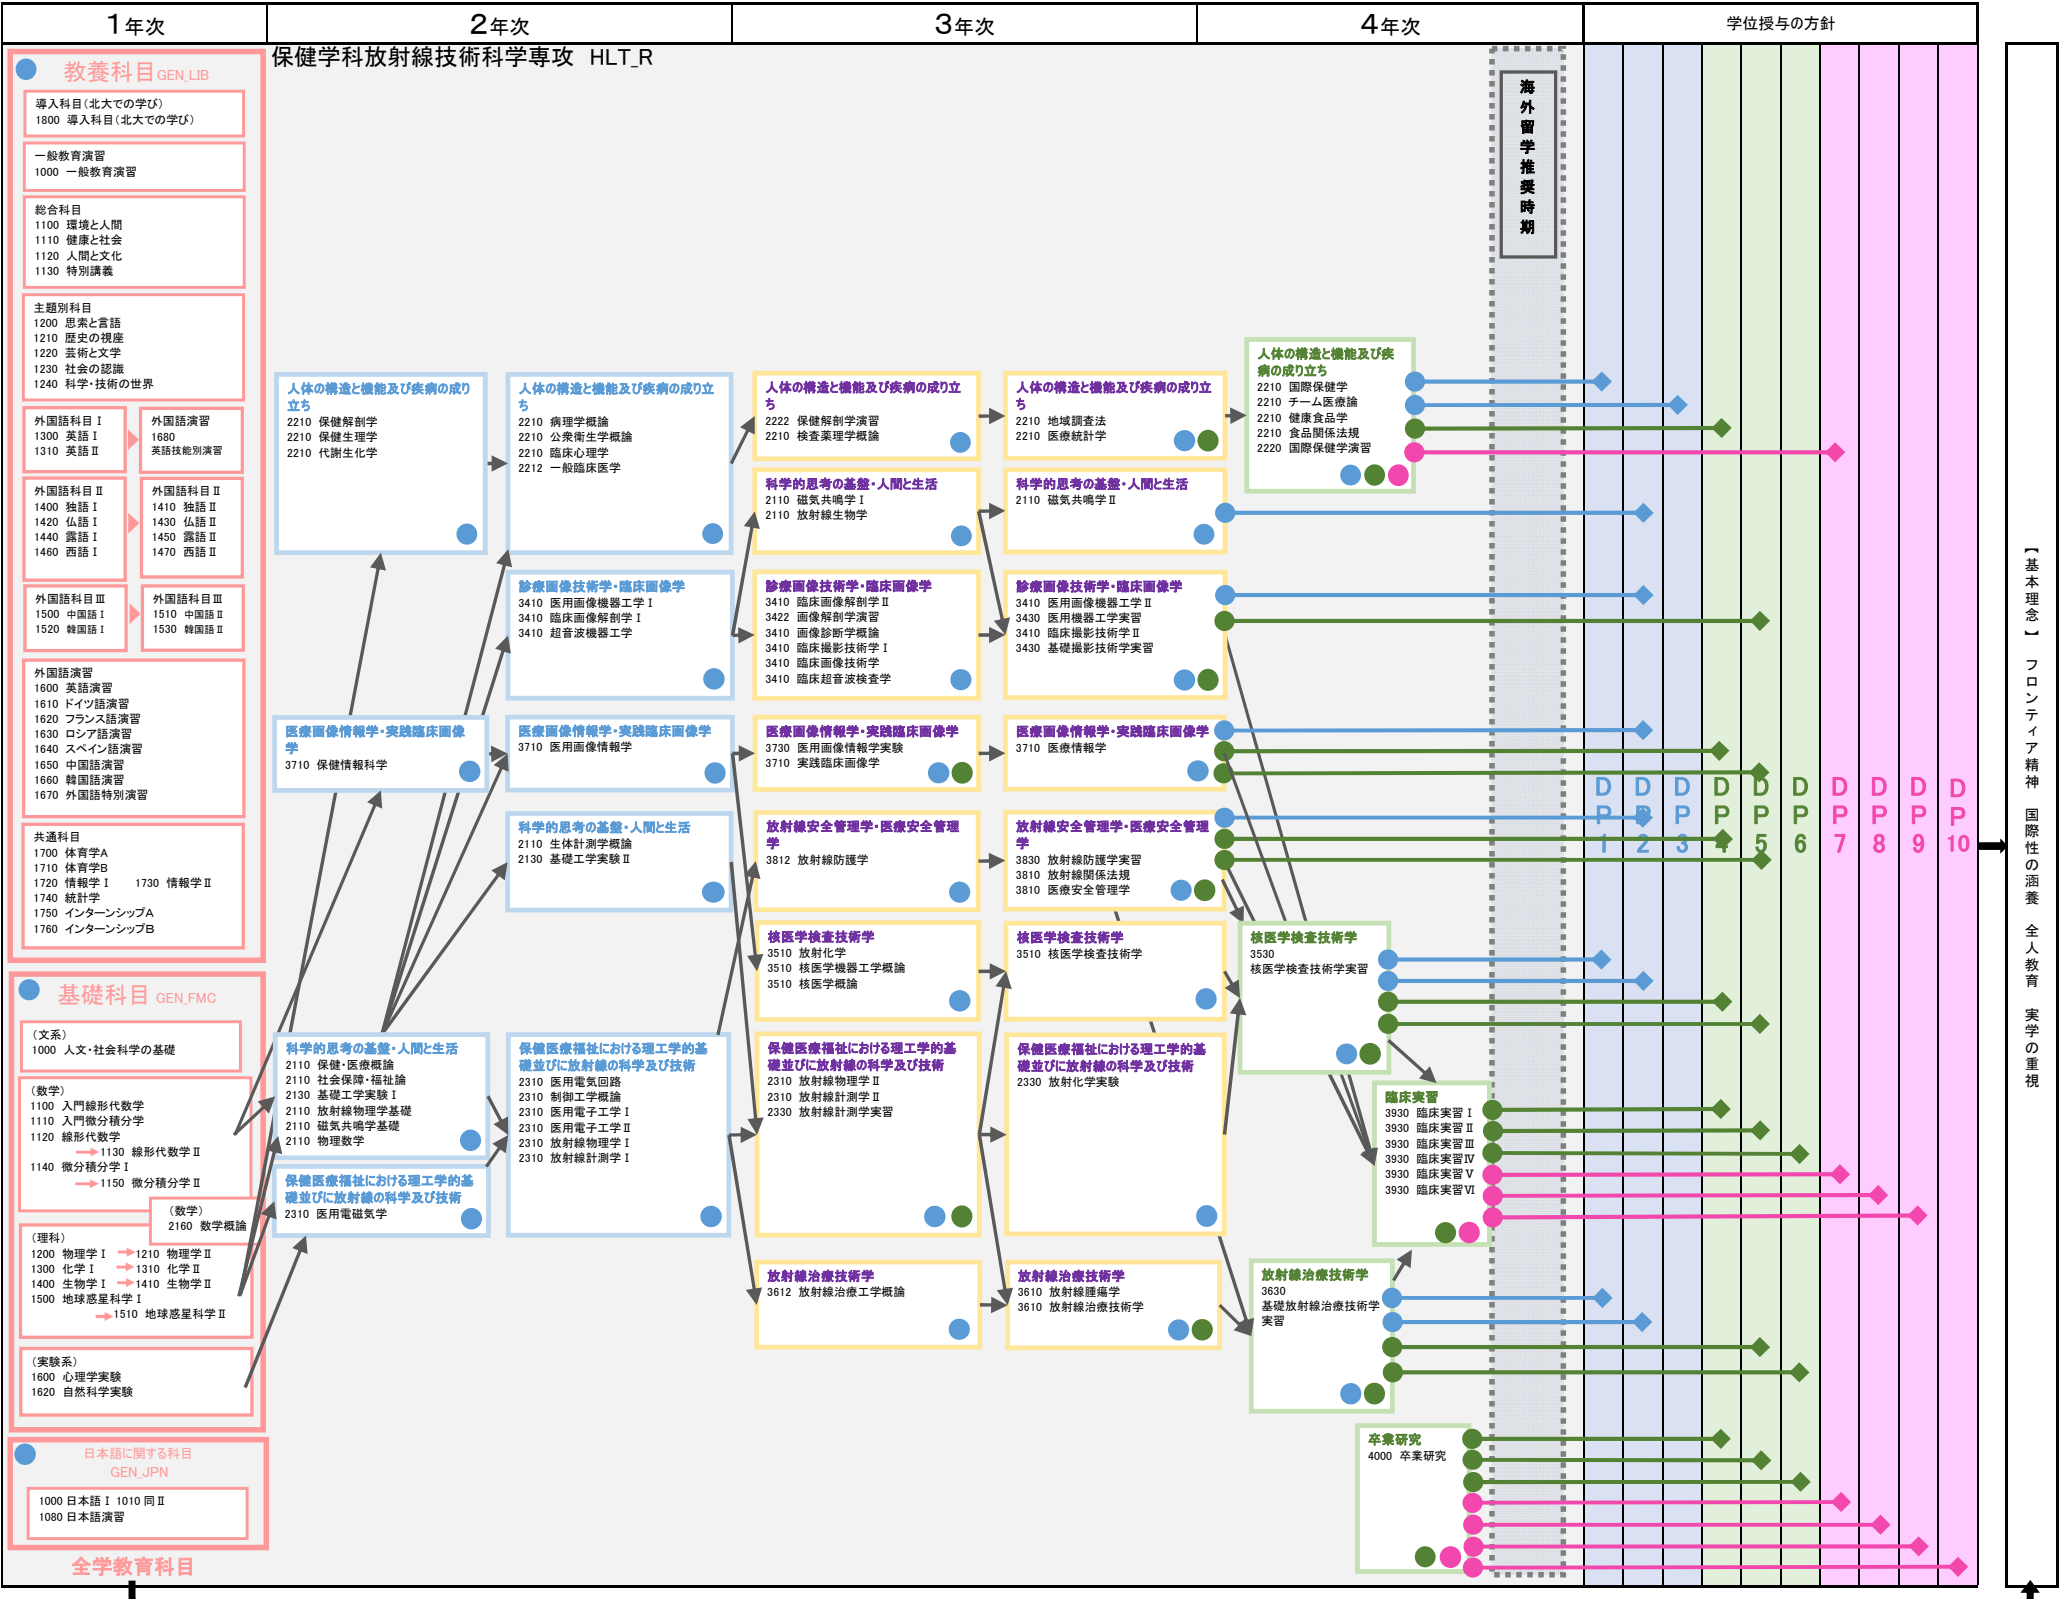 1年次
2年次
3年次
4年次
学位授与の方針
保健学科放射線技術科学専攻 HLT_R
教養科目 GEN_LIB
導入科目(北大での学び)
1800 導入科目(北大での学び)
一般教育演習
1000 一般教育演習
総合科目
1100 環境と人間
1110 健康と社会
1120 人間と文化
1130 特別講義
主題別科目
1200 思索と言語
1210 歴史の視座
1220 芸術と文学
1230 社会の認識
1240 科学・技術の世界
外国語科目Ⅰ
1300 英語Ⅰ
1310 英語Ⅱ
外国語演習
1680
英語技能別演習
外国語科目Ⅱ
1400 独語Ⅰ
1420 仏語Ⅰ
1440 露語Ⅰ
1460 西語Ⅰ
外国語科目Ⅱ
1410 独語Ⅱ
1430 仏語Ⅱ
1450 露語Ⅱ
1470 西語Ⅱ
外国語科目Ⅲ
1500 中国語Ⅰ
1520 韓国語Ⅰ
外国語科目Ⅲ
1510 中国語Ⅱ
1530 韓国語Ⅱ
外国語演習
1600 英語演習
1610 ドイツ語演習
1620 フランス語演習
1630 ロシア語演習
1640 スペイン語演習
1650 中国語演習
1660 韓国語演習
1670 外国語特別演習
共通科目
1700 体育学A
1710 体育学B
1720 情報学Ⅰ 1730 情報学Ⅱ
1740 統計学
1750 インターンシップA
1760 インターンシップB
基礎科目 GEN_FMC
(文系)
1000 人文・社会科学の基礎
(数学)
1100 入門線形代数学
1110 入門微分積分学
1120 線形代数学
1130 線形代数学Ⅱ
1140 微分積分学Ⅰ
1150 微分積分学Ⅱ
(数学)
2160 数学概論
(理科)
1200 物理学Ⅰ 1210 物理学Ⅱ
1300 化学Ⅰ 1310 化学Ⅱ
1400 生物学Ⅰ 1410 生物学Ⅱ
1500 地球惑星科学Ⅰ
1510 地球惑星科学Ⅱ
(実験系)
1600 心理学実験
1620 自然科学実験
日本語に関する科目
GEN_JPN
1000 日本語Ⅰ 1010 同Ⅱ
1080 日本語演習
全学教育科目
人体の構造と機能及び疾病の成り
立ち
2210 保健解剖学
2210 保健生理学
2210 代謝生化学
医療画像情報学・実践臨床画像
学
3710 保健情報科学
科学的思考の基盤・人間と生活
2110 保健・医療概論
2110 社会保障・福祉論
2130 基礎工学実験Ⅰ
2110 放射線物理学基礎
2110 磁気共鳴学基礎
2110 物理数学
保健医療福祉における理工学的基
礎並びに放射線の科学及び技術
2310 医用電磁気学
人体の構造と機能及び疾病の成り立
ち
2210 病理学概論
2210 公衆衛生学概論
2210 臨床心理学
2212 一般臨床医学
診療画像技術学・臨床画像学
3410 医用画像機器工学Ⅰ
3410 臨床画像解剖学Ⅰ
3410 超音波機器工学
医療画像情報学・実践臨床画像学
3710 医用画像情報学
科学的思考の基盤・人間と生活
2110 生体計測学概論
2130 基礎工学実験Ⅱ
保健医療福祉における理工学的基
礎並びに放射線の科学及び技術
2310 医用電気回路
2310 制御工学概論
2310 医用電子工学Ⅰ
2310 医用電子工学Ⅱ
2310 放射線物理学Ⅰ
2310 放射線計測学Ⅰ
人体の構造と機能及び疾病の成り立
ち
2222 保健解剖学演習
2210 検査薬理学概論
科学的思考の基盤・人間と生活
2110 磁気共鳴学Ⅰ
2110 放射線生物学
診療画像技術学・臨床画像学
3410 臨床画像解剖学Ⅱ
3422 画像解剖学演習
3410 画像診断学概論
3410 臨床撮影技術学Ⅰ
3410 臨床画像技術学
3410 臨床超音波検査学
医療画像情報学・実践臨床画像学
3730 医用画像情報学実験
3710 実践臨床画像学
放射線安全管理学・医療安全管理
学
3812 放射線防護学
核医学検査技術学
3510 放射化学
3510 核医学機器工学概論
3510 核医学概論
保健医療福祉における理工学的基
礎並びに放射線の科学及び技術
2310 放射線物理学Ⅱ
2310 放射線計測学Ⅱ
2330 放射線計測学実習
放射線治療技術学
3612 放射線治療工学概論
人体の構造と機能及び疾病の成り立
ち
2210 地域調査法
2210 医療統計学
科学的思考の基盤・人間と生活
2110 磁気共鳴学Ⅱ
診療画像技術学・臨床画像学
3410 医用画像機器工学Ⅱ
3430 医用機器工学実習
3410 臨床撮影技術学Ⅱ
3430 基礎撮影技術学実習
医療画像情報学・実践臨床画像学
3710 医療情報学
放射線安全管理学・医療安全管理
学
3830 放射線防護学実習
3810 放射線関係法規
3810 医療安全管理学
核医学検査技術学
3510 核医学検査技術学
保健医療福祉における理工学的基
礎並びに放射線の科学及び技術
2330 放射化学実験
放射線治療技術学
3610 放射線腫瘍学
3610 放射線治療技術学
人体の構造と機能及び疾
病の成り立ち
2210 国際保健学
2210 チーム医療論
2210 健康食品学
2210 食品関係法規
2220 国際保健学演習
核医学検査技術学
3530
核医学検査技術学実習
臨床実習
3930 臨床実習Ⅰ
3930 臨床実習Ⅱ
3930 臨床実習Ⅲ
3930 臨床実習Ⅳ
3930 臨床実習Ⅴ
3930 臨床実習Ⅵ
放射線治療技術学
3630
基礎放射線治療技術学
実習
卒業研究
4000 卒業研究
海外留学推奨時期
DP1
DP2
DP3
DP4
DP5
DP6
DP7
DP8
DP9
DP10
【基本理念】 フロンティア精神 国際性の涵養 全人教育 実学の重視